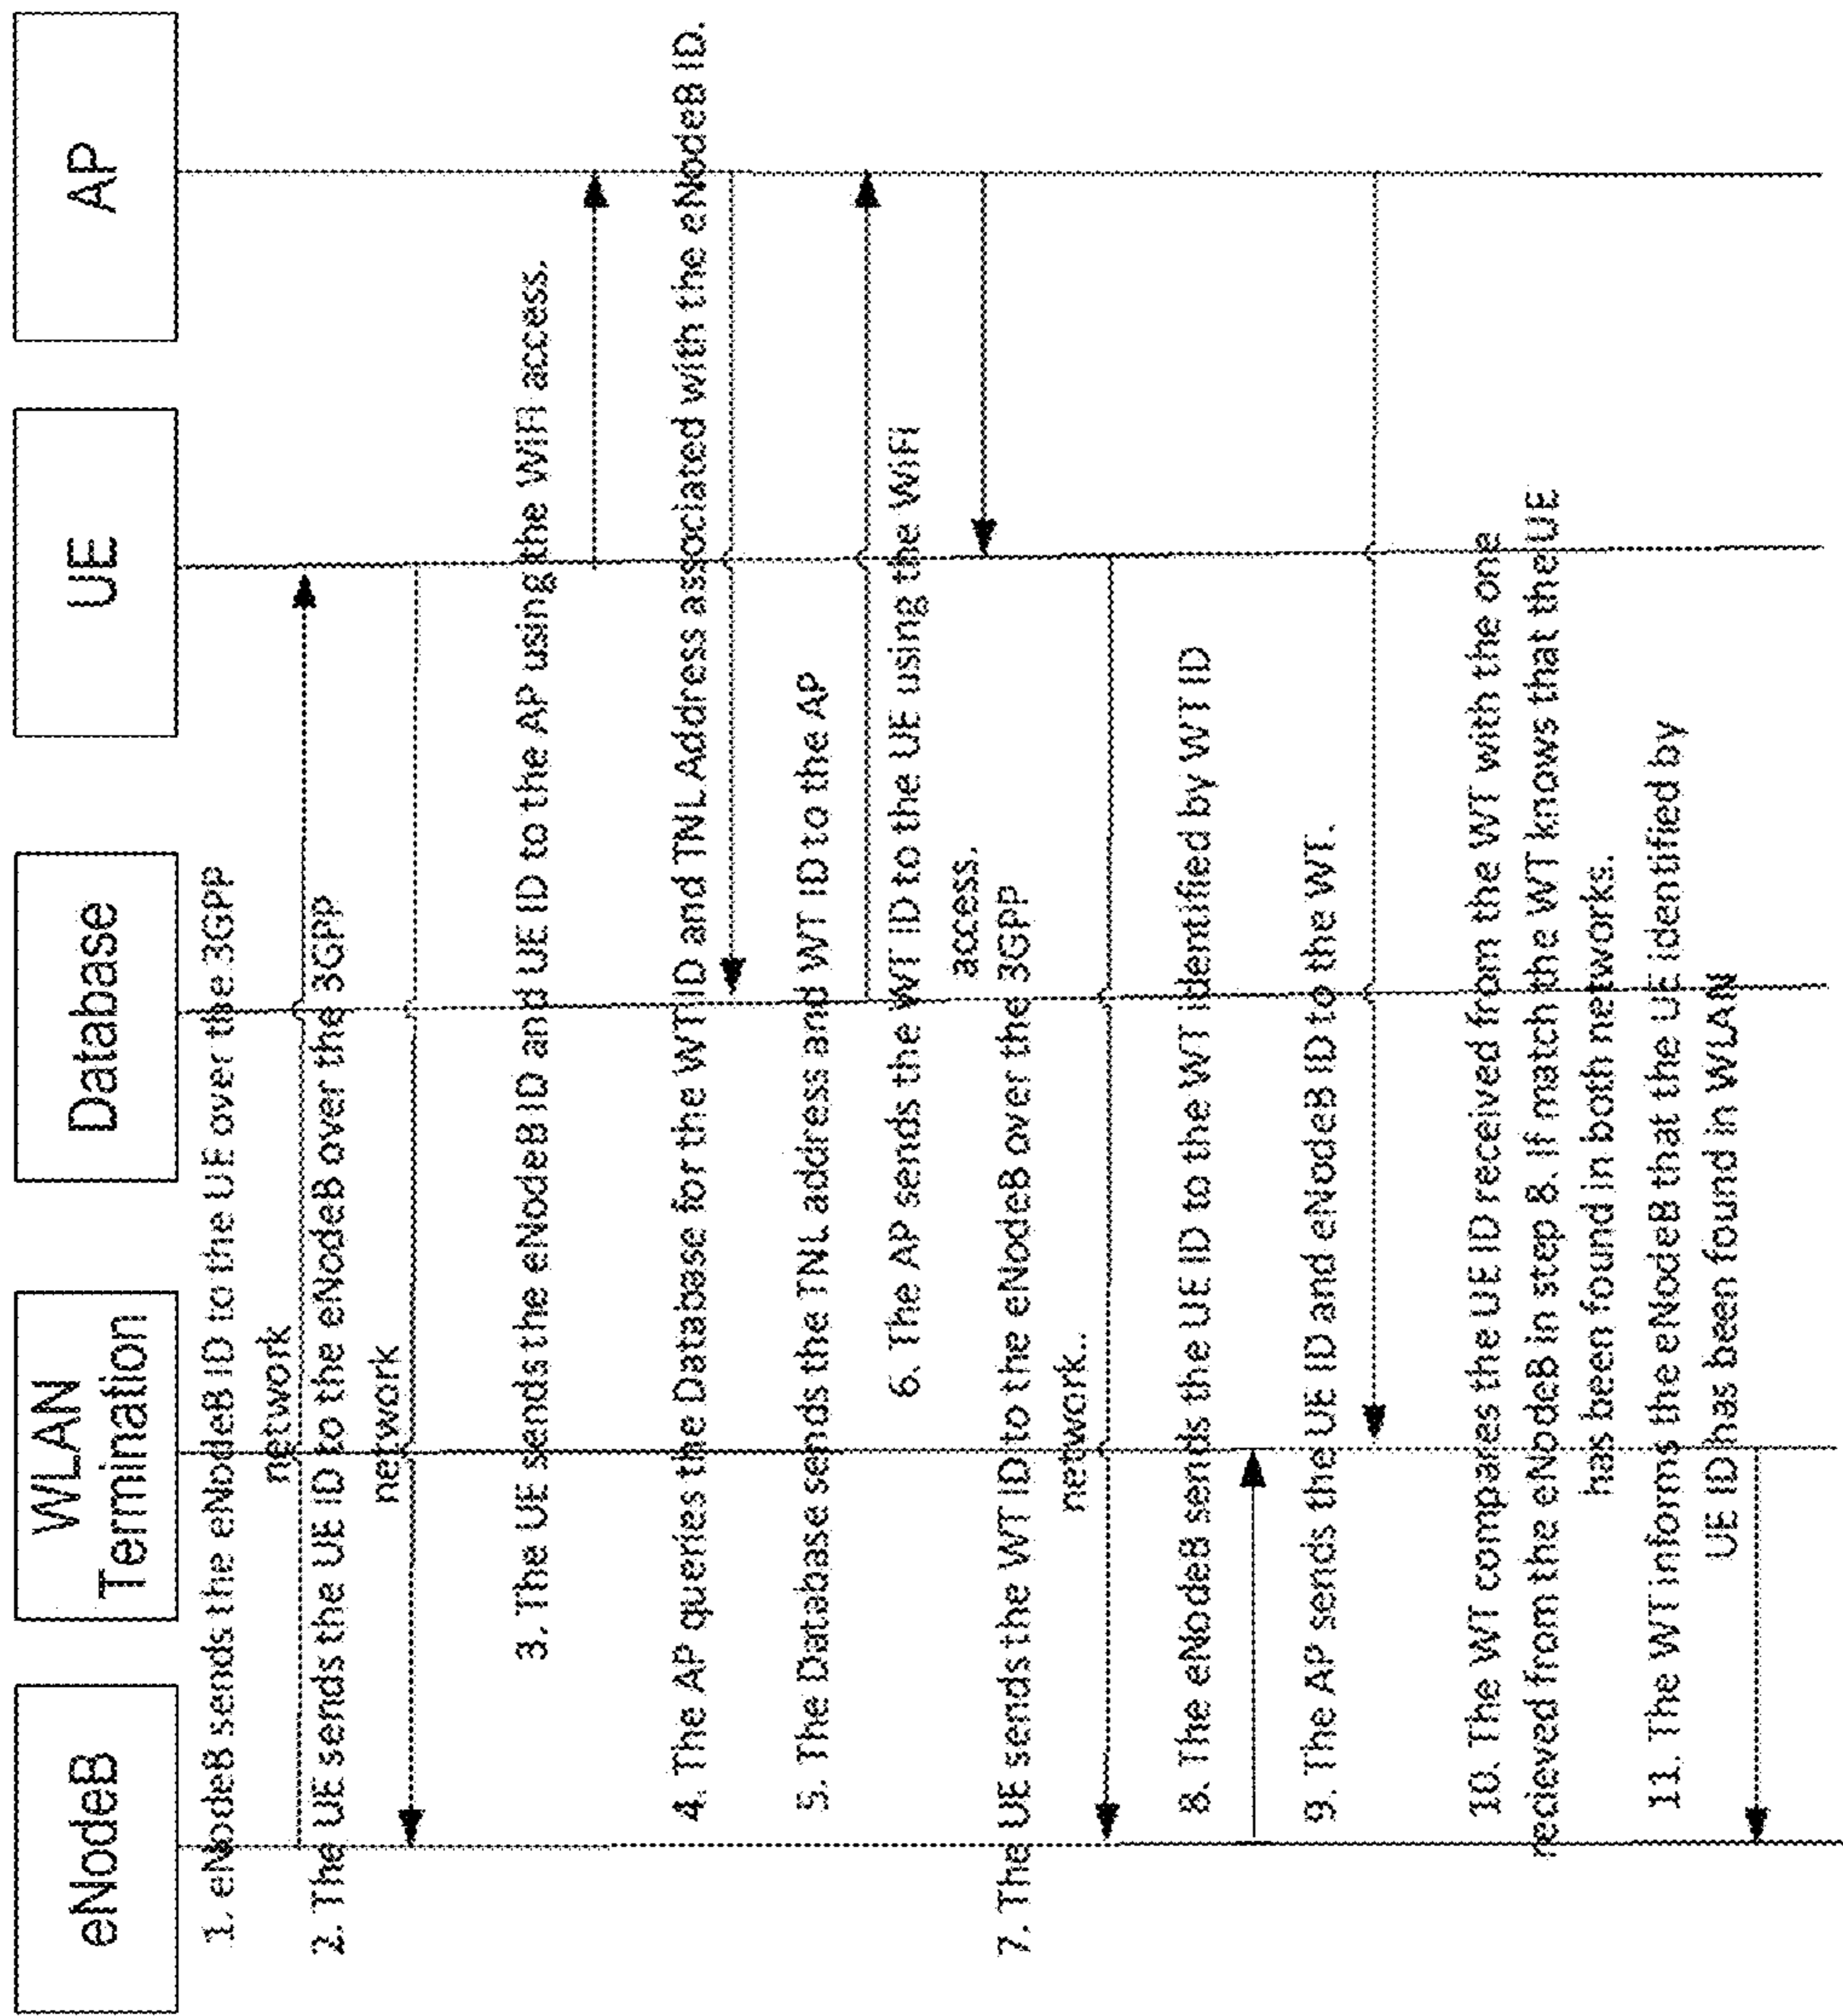 eNodeB
WLAN
Termination
Database
UE
AP
1. eNodeB sends the eNodeB ID to the UE over the 3GPP
network
2. The UE sends the UE ID to the eNodeB over the 3GPP
network
3. The UE sends the eNodeB ID and UE ID to the AP using the WiFi access.
4. The AP queries the Database for the WT ID and TNL Address associated with the eNodeB ID.
5. The Database sends the TNL address and WT ID to the AP
6. The AP sends the WT ID to the UE using the WiFi
access.
7. The UE sends the WT ID to the eNodeB over the 3GPP
network..
8. The eNodeB sends the UE ID to the WT identified by WT ID
9. The AP sends the UE ID and eNodeB ID to the WT.
10. The WT compares the UE ID received from the WT with the one
recieved from the eNodeB in step 8. If match the WT knows that the UE
has been found in both networks.
11. The WT informs the eNodeB that the UE identified by
UE ID has been found in WLAN